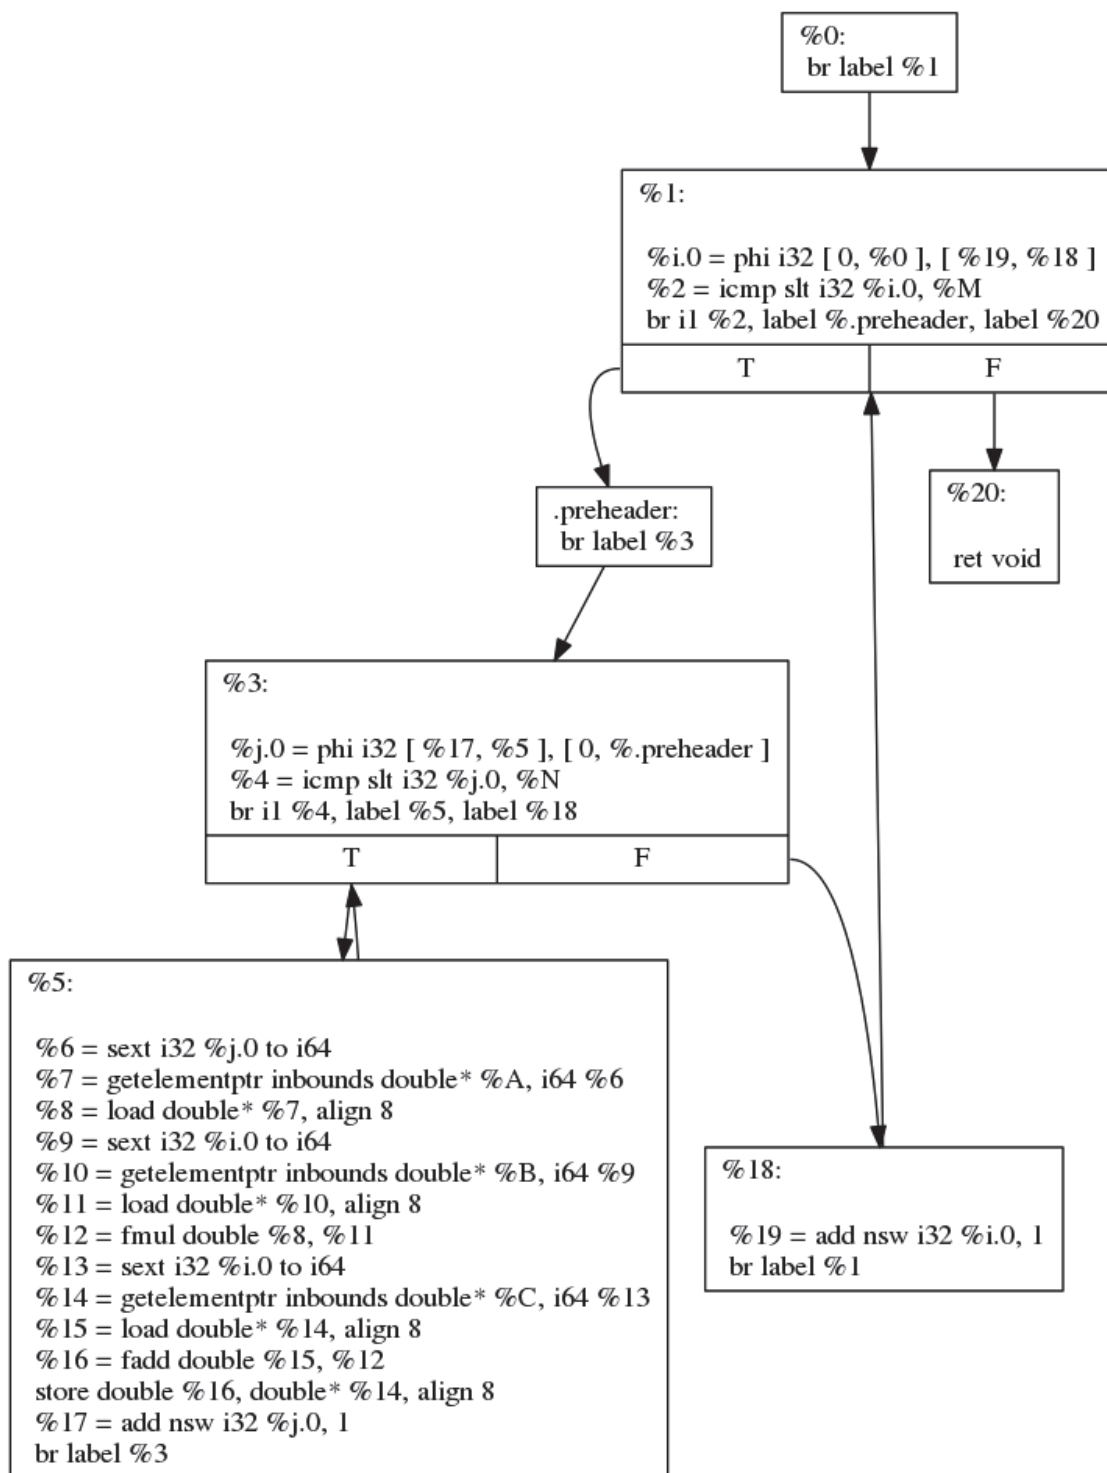 %0:
br label %1
%1:
%i.0 = phi i32 [ 0, %0 ], [ %19, %18 ]
%2 = icmp slt i32 %i.0, %M
br i1 %2, label %.preheader, label %20
T F
.preheader:
br label %3
%20:
ret void
%3:
%j.0 = phi i32 [ %17, %5 ], [ 0, %.preheader ]
%4 = icmp slt i32 %j.0, %N
br i1 %4, label %5, label %18
T F
%5:
%6 = sext i32 %j.0 to i64
%7 = getelementptr inbounds double* %A, i64 %6
%8 = load double* %7, align 8
%9 = sext i32 %i.0 to i64
%10 = getelementptr inbounds double* %B, i64 %9
%11 = load double* %10, align 8
%12 = fmul double %8, %11
%13 = sext i32 %i.0 to i64
%14 = getelementptr inbounds double* %C, i64 %13
%15 = load double* %14, align 8
%16 = fadd double %15, %12
store double %16, double* %14, align 8
%17 = add nsw i32 %j.0, 1
br label %3
%18:
%19 = add nsw i32 %i.0, 1
br label %1